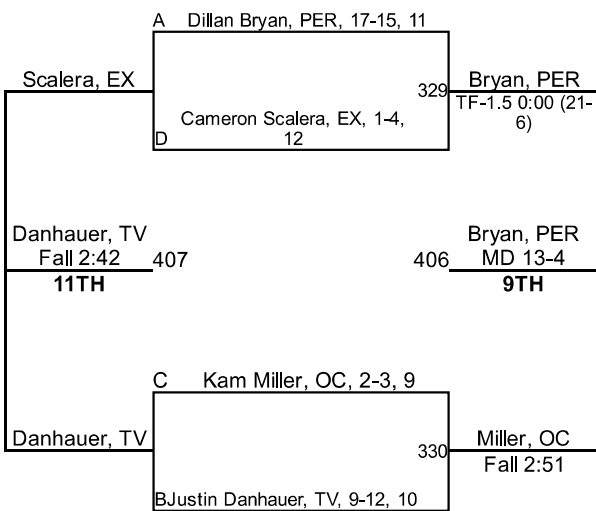 A Dillan Bryan, PER, 17-15, 11
Scalera, EX
329
Bryan, PER
TF-1.5 0:00 (21-
6)
Cameron Scalera, EX, 1-4,
12
D
Danhauer, TV
Fall 2:42
11TH
407
406
Bryan, PER
MD 13-4
9TH
C Kam Miller, OC, 2-3, 9
Danhauer, TV
330
Miller, OC
Fall 2:51
BJustin Danhauer, TV, 9-12, 10